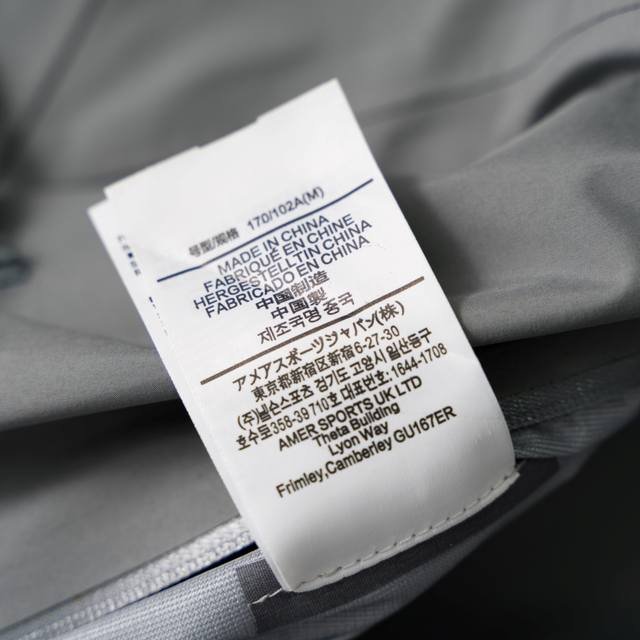 号型/规格 170/102A(M)
MADE IN CHINA
FABRIQUE EN CHINE
HERBESTELLT IN CHINA
FABRICADO EN CHINA
中国制造
中国製
제조국명 중국
アメアスポーツジャパン(株)
東京都新宿区新宿6-27-30
(주)넬슨스포츠 경기도 고양시 일산동구
호수로358-39 710호 대표번호. 1644-1708
AMER SPORTS UK LTD
Theta Building
Lyon Way
Frimley,Camberley GU167ER